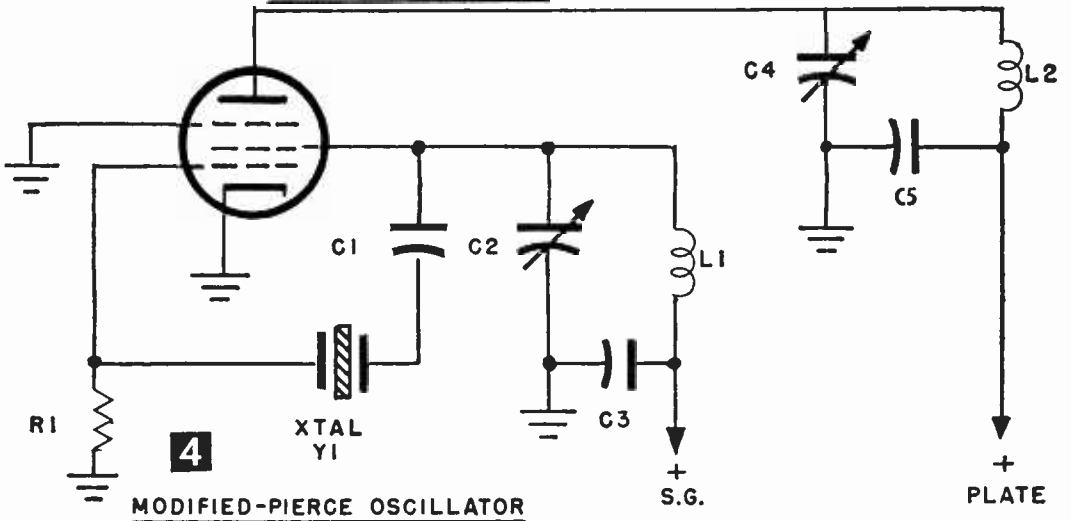 C4
L2
C5
C1
C2
L1
C3
R1
XTAL
Y1
4
+
S.G.
+
PLATE
MODIFIED-PIERCE OSCILLATOR